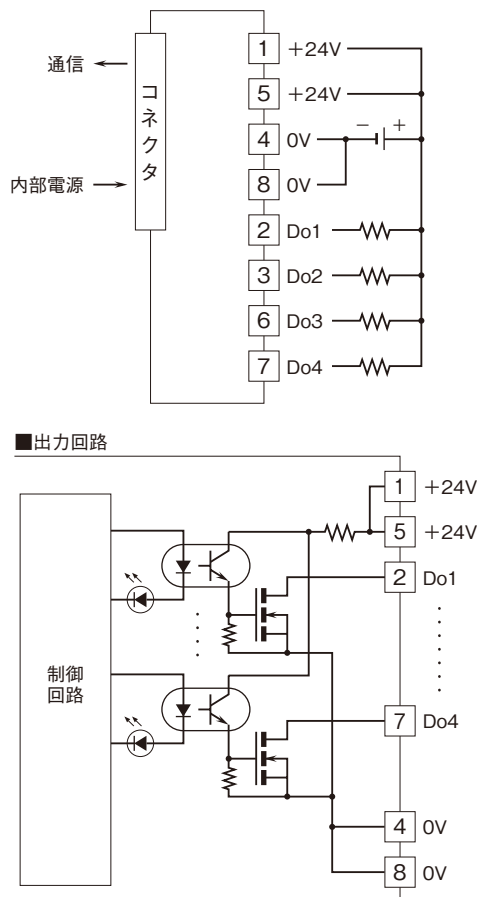 1 +24V
通信
5 +24V
コネクタ
4 0V − +
内部電源
8 0V
2 Do1
3 Do2
6 Do3
7 Do4
■出力回路
1 +24V
5 +24V
2 Do1
制御
回路
7 Do4
4 0V
8 0V